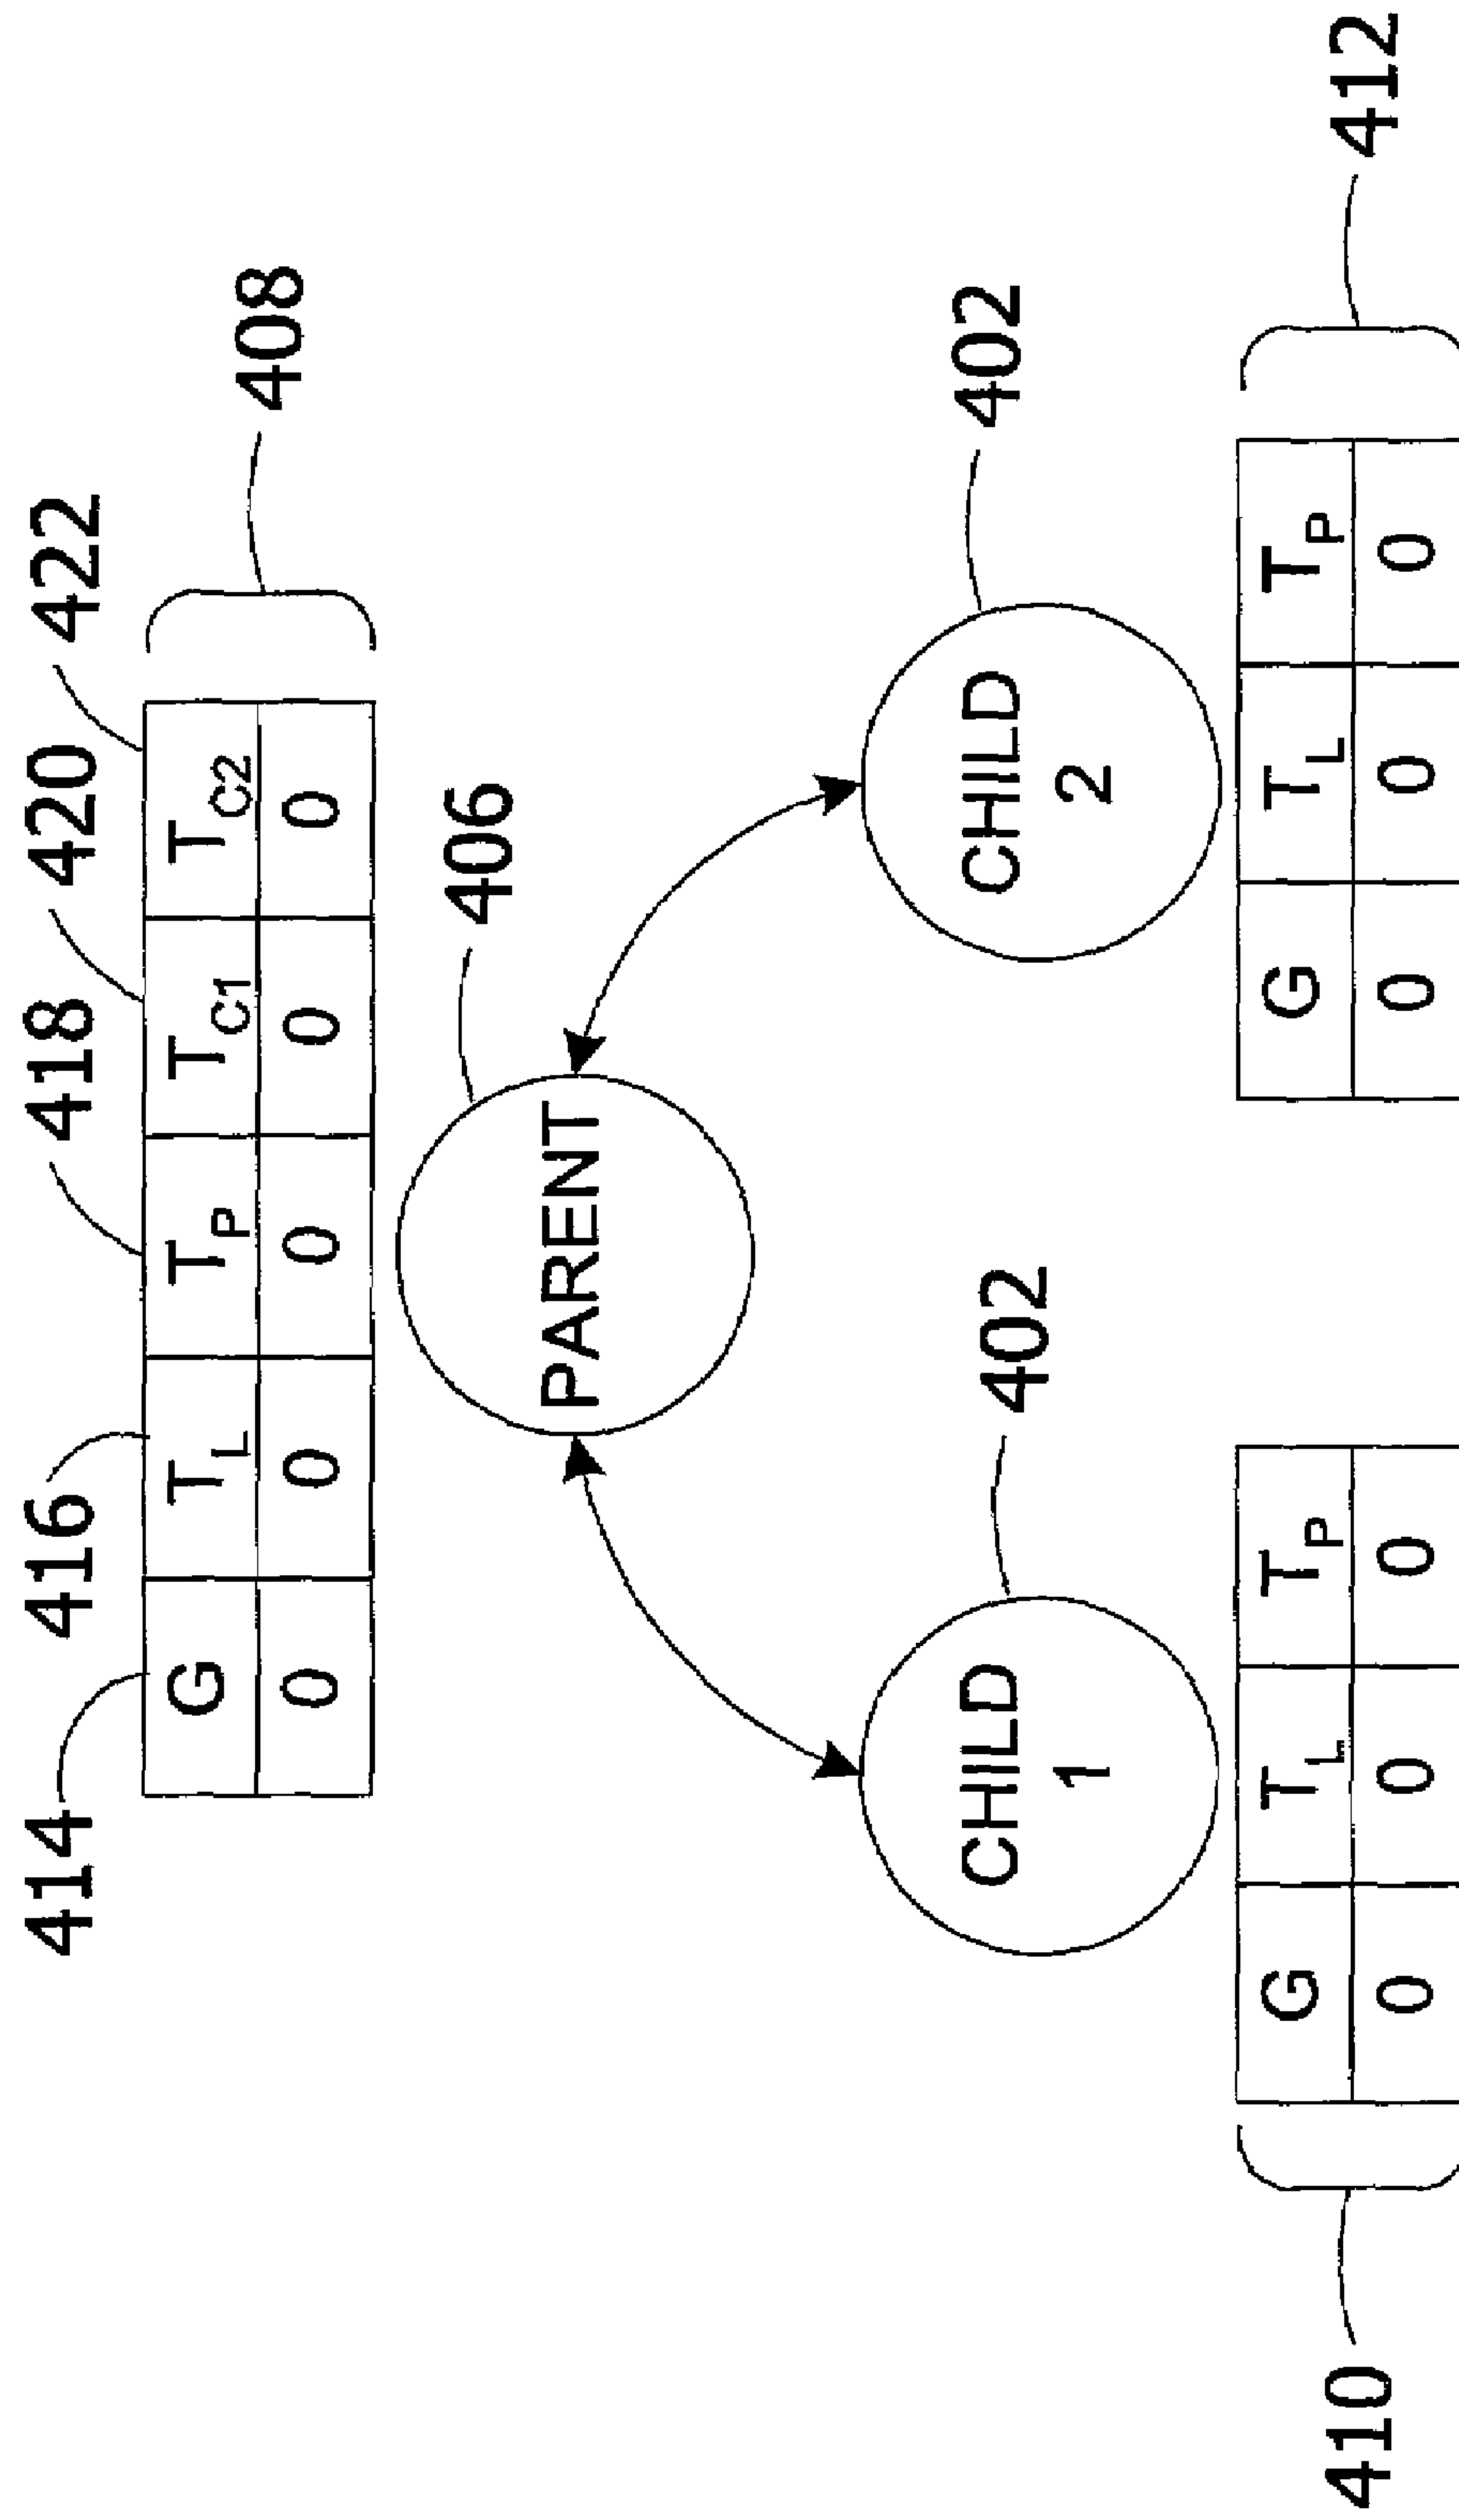 414 416 418 420 422
G T_L T_P T_C1 T_C2
0 0 0 0 0
408
406
PARENT
402
402
CHILD
1
CHILD
2
410
G T_L T_P
0 0 0
G T_L T_P
0 0 0
412